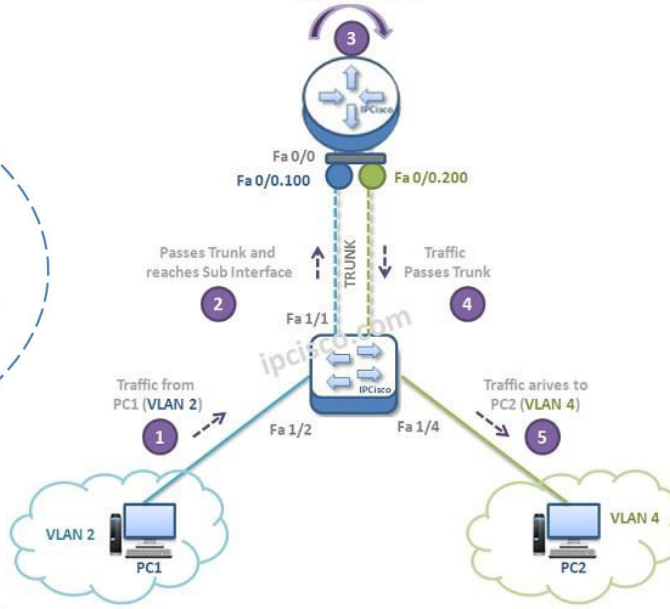 3
IPCisco
Fa 0/0
Fa 0/0.100
Fa 0/0.200
Passes Trunk and
reaches Sub Interface
2
TRUNK
Traffic
Passes Trunk
4
Fa 1/1
ipcisco.com
IPCisco
Traffic from
PC1 (VLAN 2)
1
Fa 1/2
Fa 1/4
Traffic arives to
PC2 (VLAN 4)
5
VLAN 2
PC1
VLAN 4
PC2